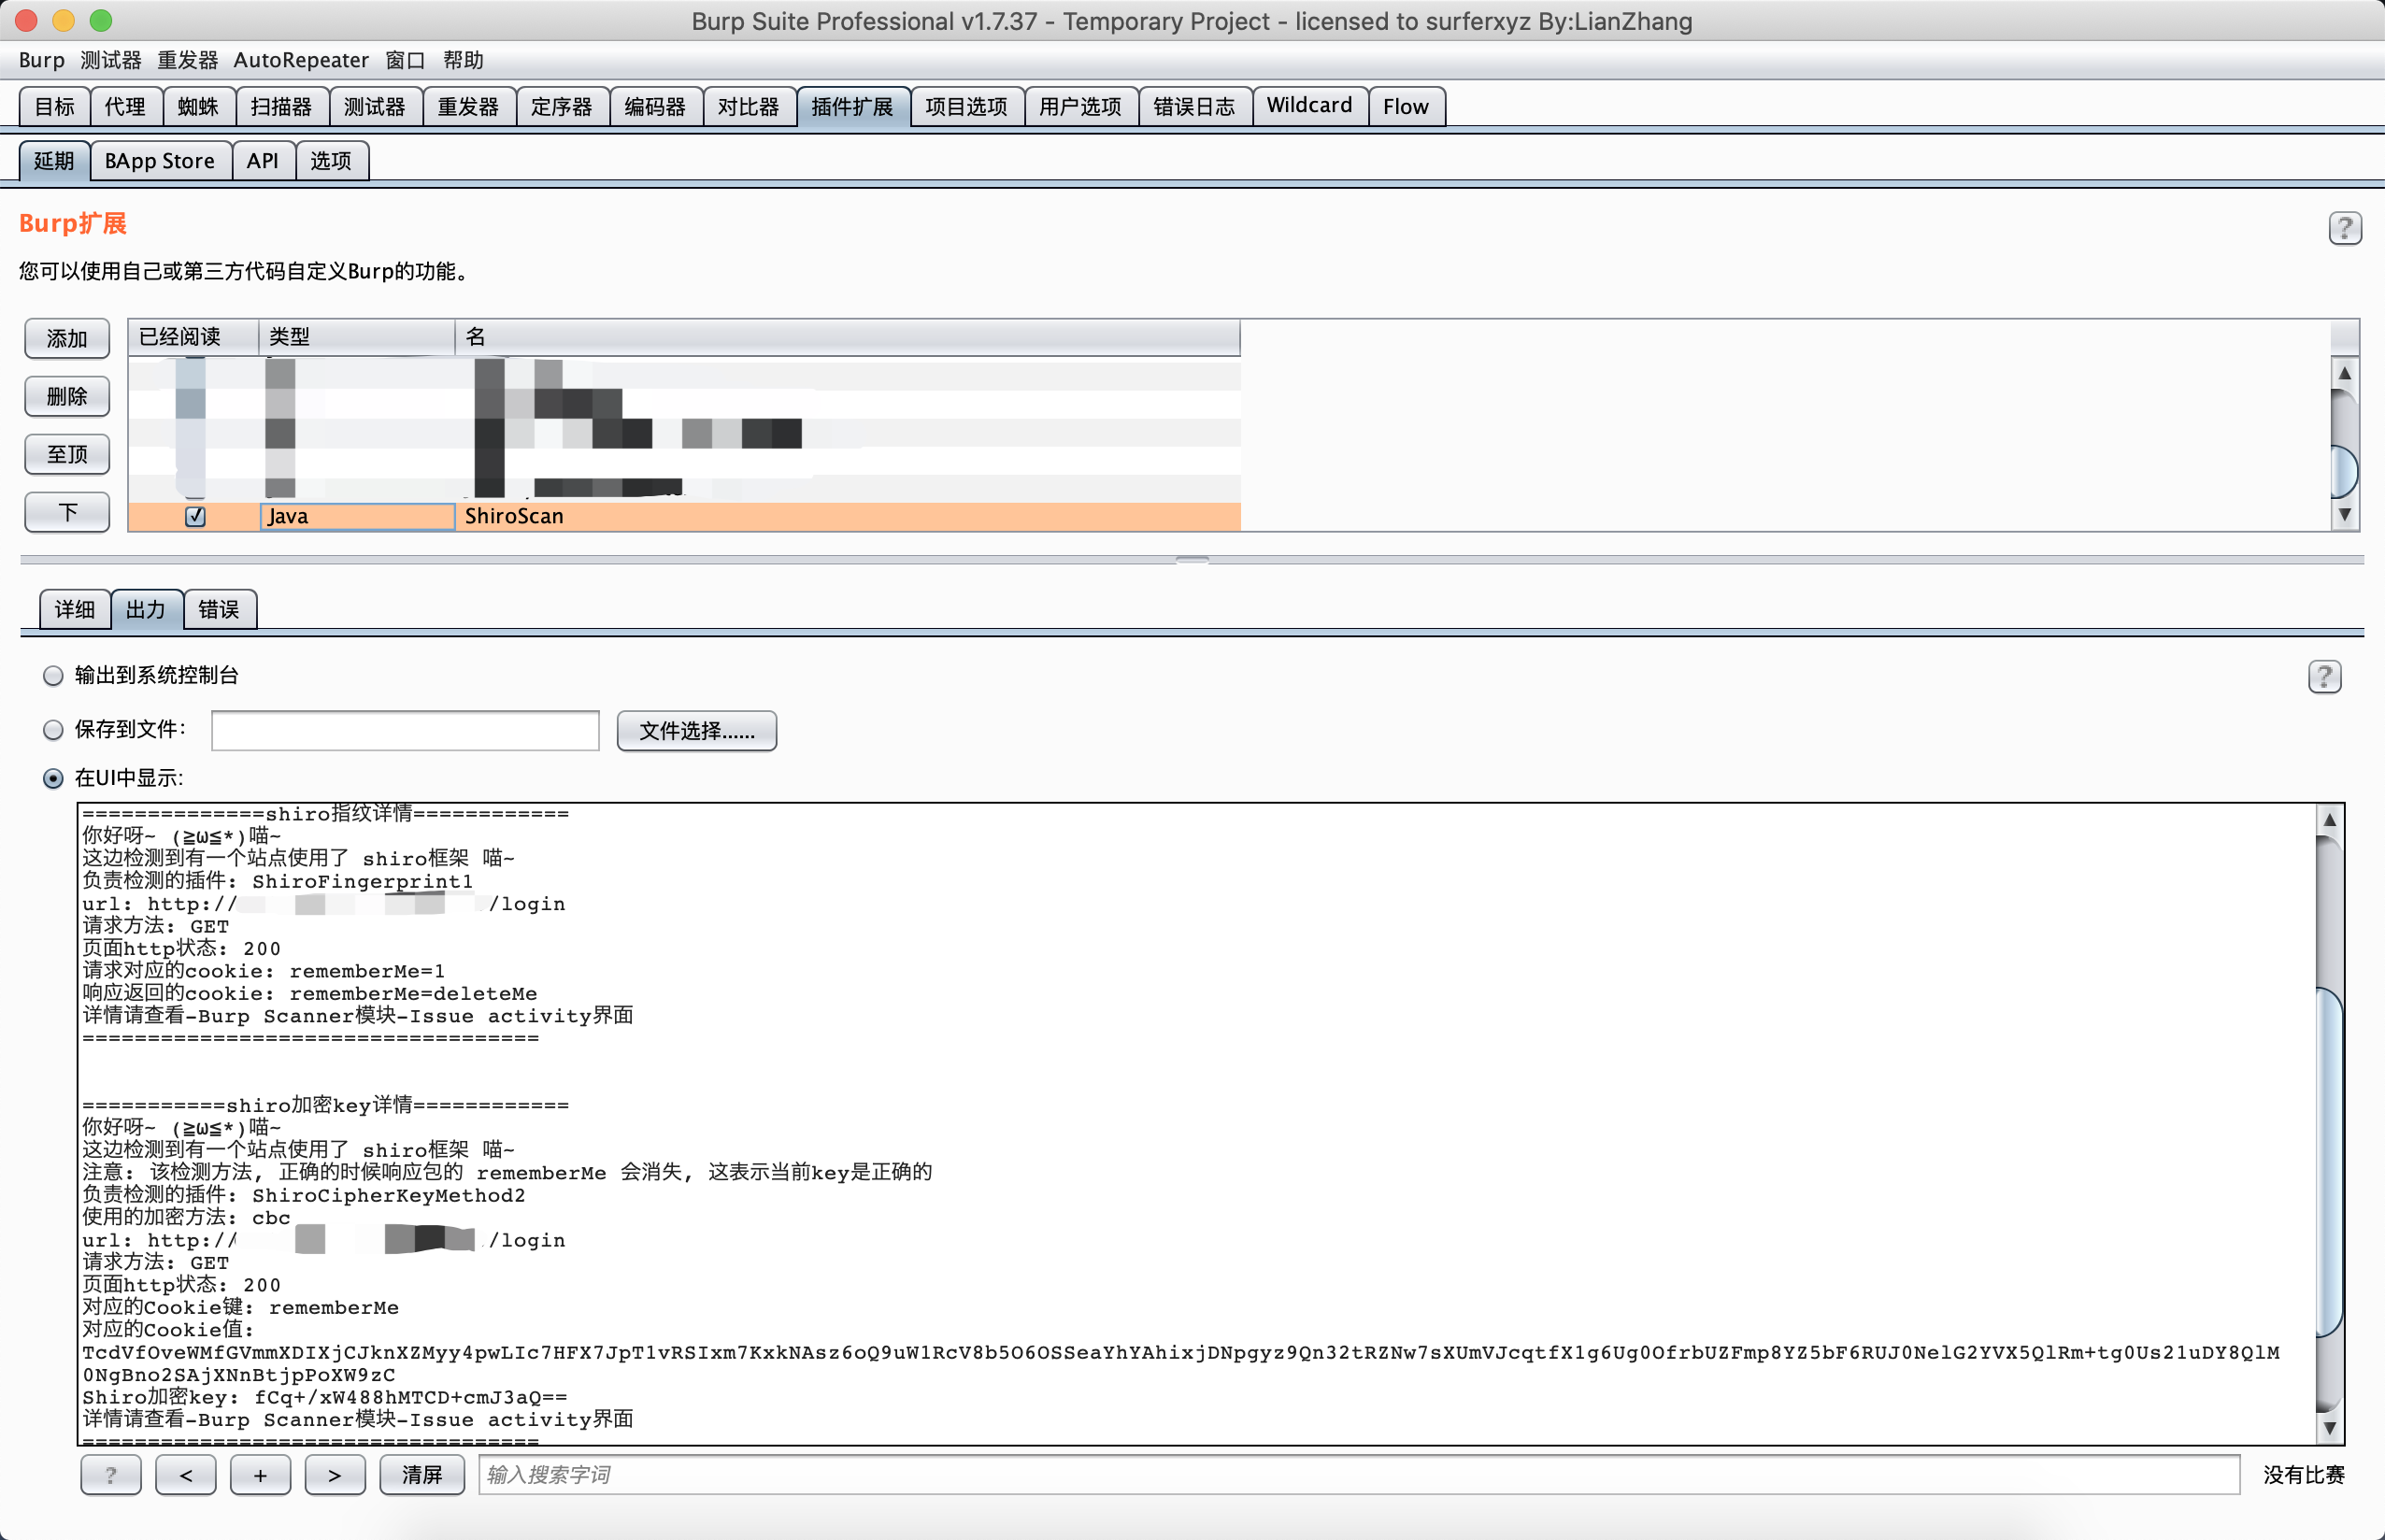 Burp Suite Professional v1.7.37 - Temporary Project - licensed to surferxyz By:LianZhang
Burp 测试器 重发器 AutoRepeater 窗口 帮助
目标 代理 蜘蛛 扫描器 测试器 重发器 定序器 编码器 对比器 插件扩展 项目选项 用户选项 错误日志 Wildcard Flow
延期 BApp Store API 选项
Burp扩展
?
您可以使用自己或第三方代码自定义Burp的功能。
添加 已经阅读 类型 名
删除
至顶
下
Java ShiroScan
详细 出力 错误
输出到系统控制台
?
保存到文件: 文件选择......
在UI中显示:
==============shiro指纹详情============
你好呀~ (≧ω≦*)喵~
这边检测到有一个站点使用了 shiro框架 喵~
负责检测的插件: ShiroFingerprint1
url: http:// /login
请求方法: GET
页面http状态: 200
请求对应的cookie: rememberMe=1
响应返回的cookie: rememberMe=deleteMe
详情请查看-Burp Scanner模块-Issue activity界面
===================================
===========shiro加密key详情============
你好呀~ (≧ω≦*)喵~
这边检测到有一个站点使用了 shiro框架 喵~
注意: 该检测方法, 正确的时候响应包的 rememberMe 会消失, 这表示当前key是正确的
负责检测的插件: ShiroCipherKeyMethod2
使用的加密方法: cbc
url: http:// /login
请求方法: GET
页面http状态: 200
对应的Cookie键: rememberMe
对应的Cookie值:
TcdVfOveWMfGVmmXDIXjCJknXZMyy4pwLIc7HFX7JpT1vRSIxm7KxkNAsz6oQ9uW1RcV8b5O6OSSeaYhYAhixjDNpgyz9Qn32tRZNw7sXUmVJcqtfX1g6Ug0OfrbUZFmp8YZ5bF6RUJ0NelG2YVX5QlRm+tg0Us21uDY8QlM
0NgBno2SAjXNnBtjpPoXW9zC
Shiro加密key: fCq+/xW488hMTCD+cmJ3aQ==
详情请查看-Burp Scanner模块-Issue activity界面
===================================
? < + > 清屏 输入搜索字词 没有比赛